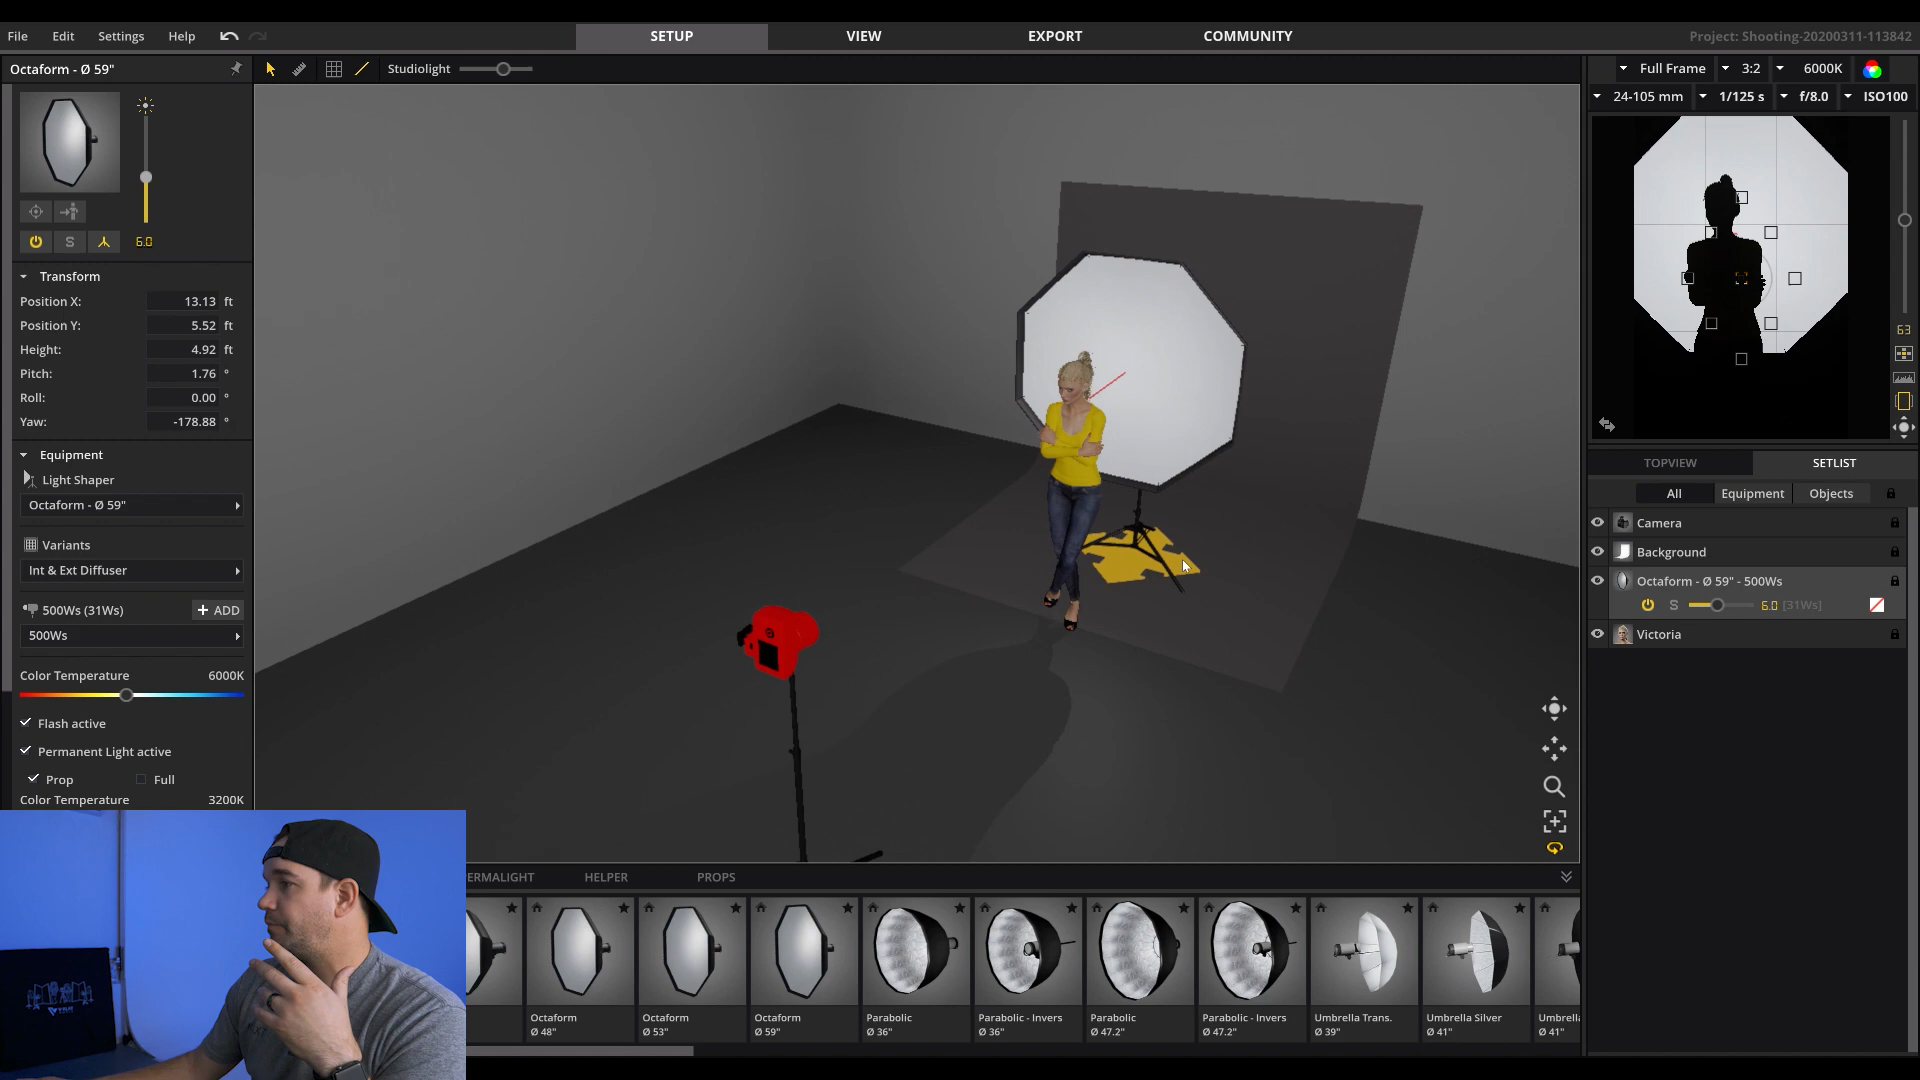 File Edit Settings Help
SETUP VIEW EXPORT COMMUNITY
Project: Shooting-20200311-113842
Octaform - Ø 59"
6.0
Transform
Position X: 13.13 ft
Position Y: 5.52 ft
Height: 4.92 ft
Pitch: 1.76 °
Roll: 0.00 °
Yaw: -178.88 °
Equipment
Light Shaper
Octaform - Ø 59"
Variants
Int & Ext Diffuser
500Ws (31Ws) + ADD
500Ws
Color Temperature 6000K
Flash active
Permanent Light active
Prop Full
Color Temperature 3200K
Studiolight
Full Frame 3:2 6000K
24-105 mm 1/125 s f/8.0 ISO100
63
TOPVIEW SETLIST
All Equipment Objects
Camera
Background
Octaform - Ø 59" - 500Ws
S 6.0 [31Ws]
Victoria
ERMALIGHT HELPER PROPS
Octaform
Ø 48"
Octaform
Ø 53"
Octaform
Ø 59"
Parabolic
Ø 36"
Parabolic - Invers
Ø 36"
Parabolic
Ø 47.2"
Parabolic - Invers
Ø 47.2"
Umbrella Trans.
Ø 39"
Umbrella Silver
Ø 41"
Umbrella
Ø 41"